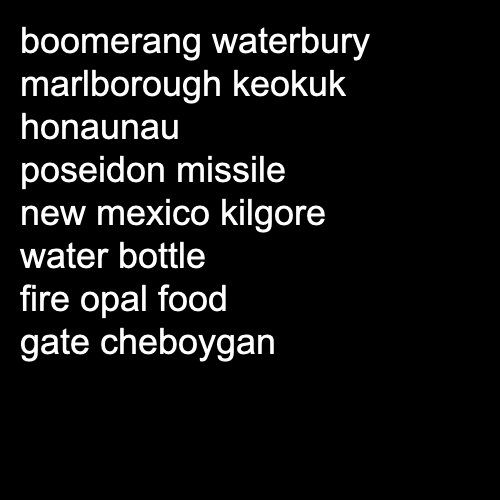 boomerang waterbury
marlborough keokuk
honaunau
poseidon missile
new mexico kilgore
water bottle
fire opal food
gate cheboygan